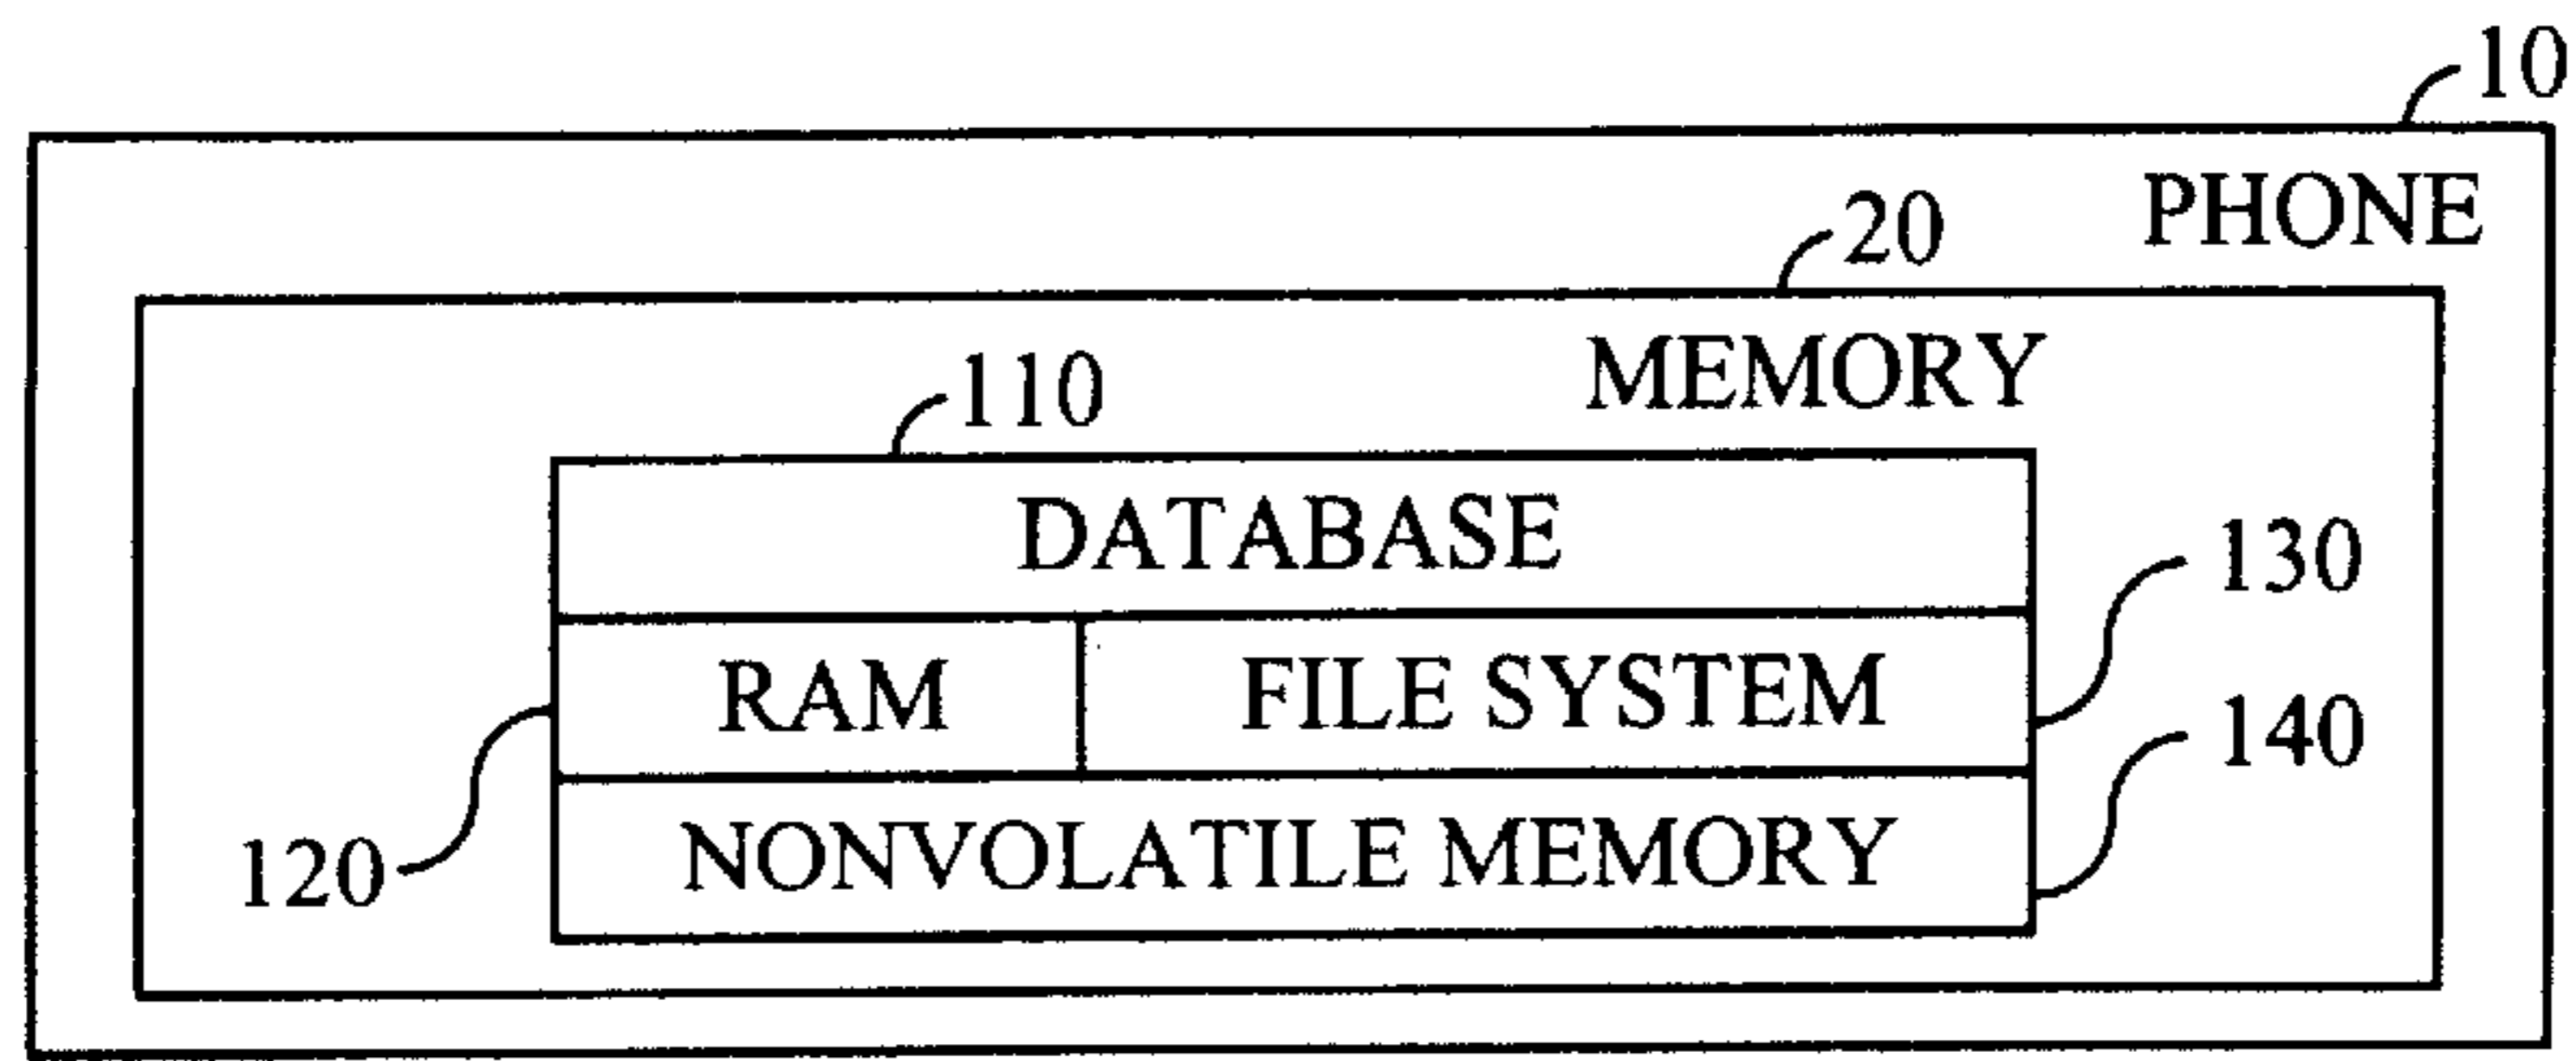 10
PHONE
20
MEMORY
110
DATABASE
130
RAM
FILE SYSTEM
140
120
NONVOLATILE MEMORY